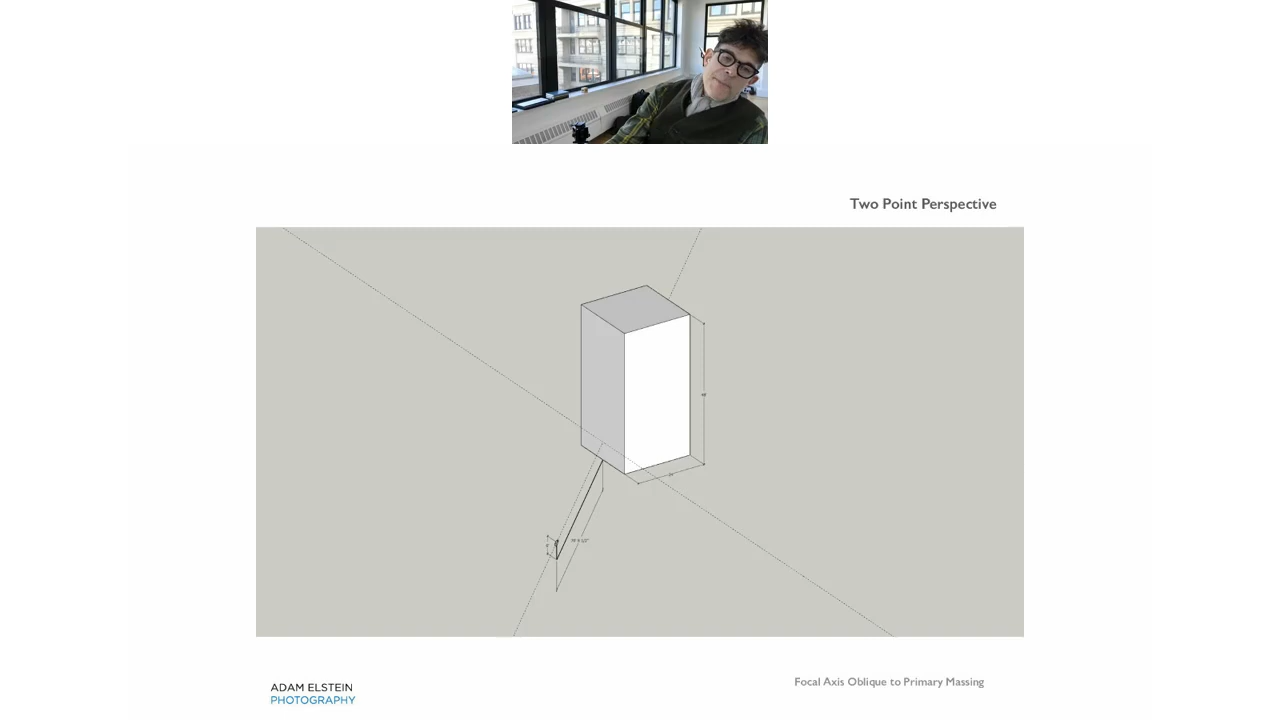 Two Point Perspective
ADAM ELSTEIN
PHOTOGRAPHY
Focal Axis Oblique to Primary Massing